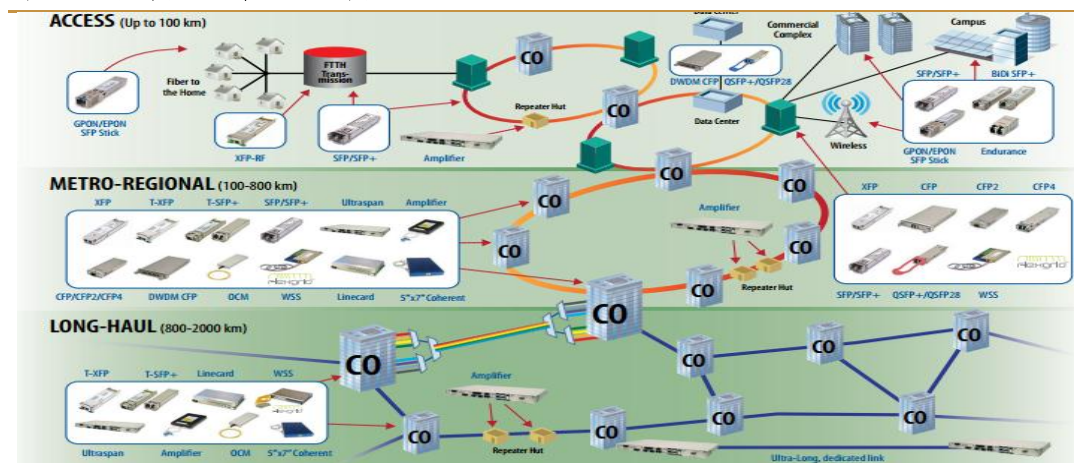 ACCESS (Up to 100 km)
Data Center
Commercial
Complex
Campus
CO
FTTH
Trans-
mission
Fiber to
the Home
DWDM CFP QSFP+/QSFP28
SFP/SFP+ BiDi SFP+
Repeater Hut
CO
CO
Data Center
Wireless
GPON/EPON
SFP Stick
XFP-RF
SFP/SFP+
Amplifier
GPON/EPON
SFP Stick
Endurance
CO
CO
METRO-REGIONAL (100-800 km)
CO
CO
CO
XFP T-XFP T-SFP+ SFP/SFP+ Ultraspan Amplifier
Amplifier
XFP CFP CFP2 CFP4
CO
CO
flexgrid
flexgrid
CFP/CFP2/CFP4 DWDM CFP OCM WSS Linecard 5"x7" Coherent
Repeater Hut
SFP/SFP+ QSFP+/QSFP28 WSS
CO
CO
LONG-HAUL (800-2000 km)
CO
CO
CO
T-XFP T-SFP+ Linecard WSS
Amplifier
flexgrid
CO
CO
CO
CO
Ultraspan Amplifier OCM 5"x7" Coherent
Repeater Hut
Ultra-Long, dedicated link